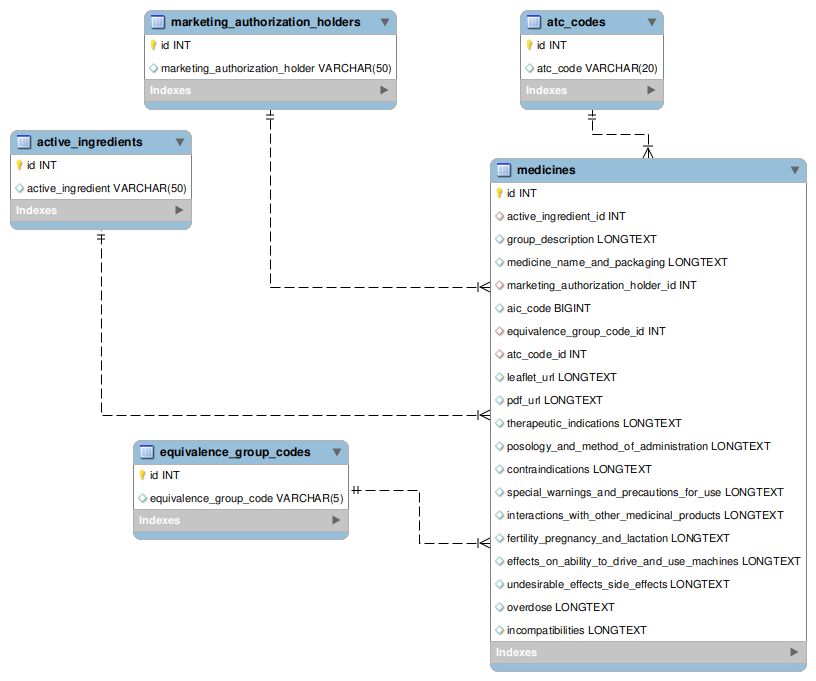 marketing_authorization_holders
id INT
marketing_authorization_holder VARCHAR(50)
Indexes
atc_codes
id INT
atc_code VARCHAR(20)
Indexes
active_ingredients
id INT
active_ingredient VARCHAR(50)
Indexes
medicines
id INT
active_ingredient_id INT
group_description LONGTEXT
medicine_name_and_packaging LONGTEXT
marketing_authorization_holder_id INT
aic_code BIGINT
equivalence_group_code_id INT
atc_code_id INT
leaflet_url LONGTEXT
pdf_url LONGTEXT
therapeutic_indications LONGTEXT
posology_and_method_of_administration LONGTEXT
contraindications LONGTEXT
special_warnings_and_precautions_for_use LONGTEXT
interactions_with_other_medicinal_products LONGTEXT
fertility_pregnancy_and_lactation LONGTEXT
effects_on_ability_to_drive_and_use_machines LONGTEXT
undesirable_effects_side_effects LONGTEXT
overdose LONGTEXT
incompatibilities LONGTEXT
Indexes
equivalence_group_codes
id INT
equivalence_group_code VARCHAR(5)
Indexes